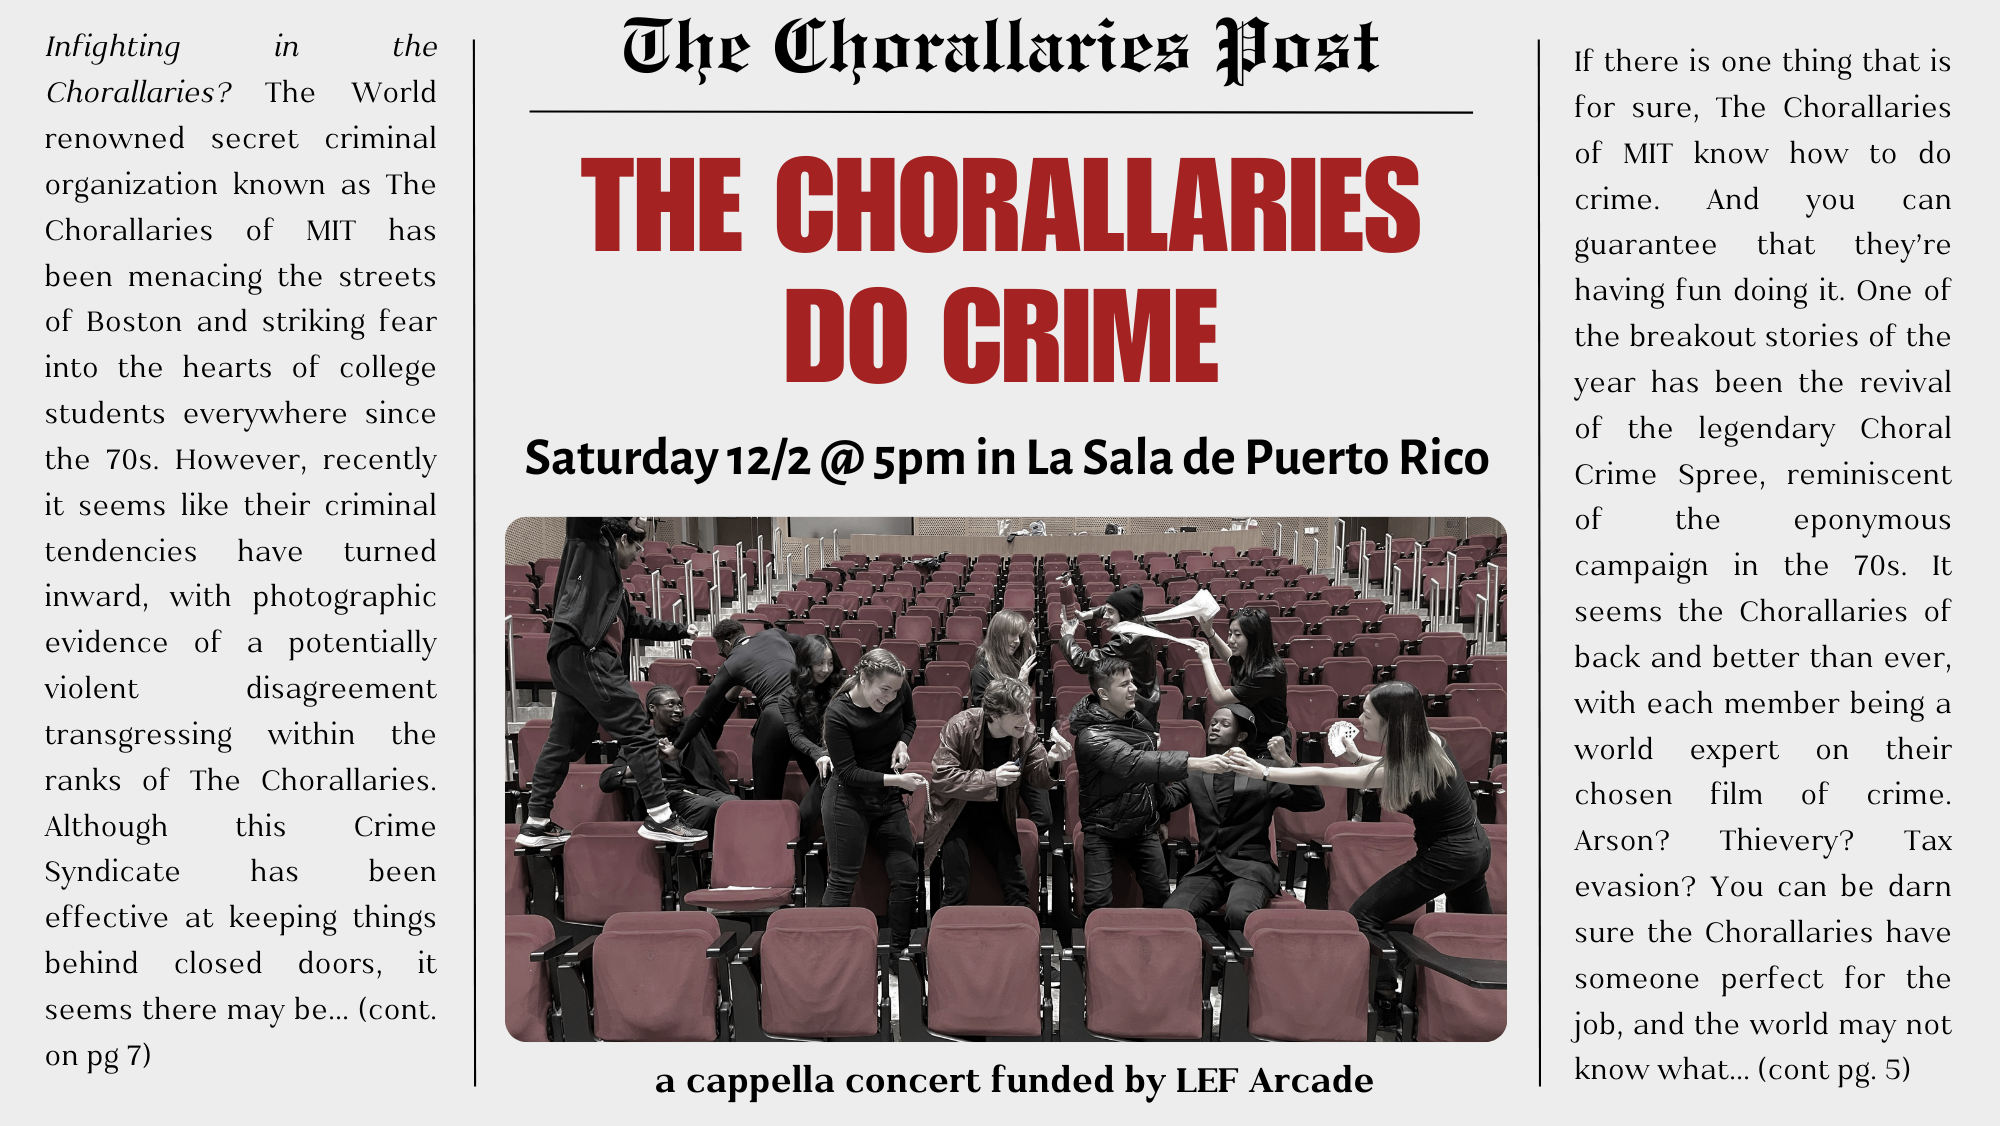 Infighting in the
Chorallaries? The World
renowned secret criminal
organization known as The
Chorallaries of MIT has
been menacing the streets
of Boston and striking fear
into the hearts of college
students everywhere since
the 70s. However, recently
it seems like their criminal
tendencies have turned
inward, with photographic
evidence of a potentially
violent disagreement
transgressing within the
ranks of The Chorallaries.
Although this Crime
Syndicate has been
effective at keeping things
behind closed doors, it
seems there may be... (cont.
on pg 7)
The Chorallaries Post
THE CHORALLARIES
DO CRIME
Saturday 12/2 @ 5pm in La Sala de Puerto Rico
a cappella concert funded by LEF Arcade
If there is one thing that is
for sure, The Chorallaries
of MIT know how to do
crime. And you can
guarantee that they're
having fun doing it. One of
the breakout stories of the
year has been the revival
of the legendary Choral
Crime Spree, reminiscent
of the eponymous
campaign in the 70s. It
seems the Chorallaries of
back and better than ever,
with each member being a
world expert on their
chosen film of crime.
Arson? Thievery? Tax
evasion? You can be darn
sure the Chorallaries have
someone perfect for the
job, and the world may not
know what... (cont pg. 5)